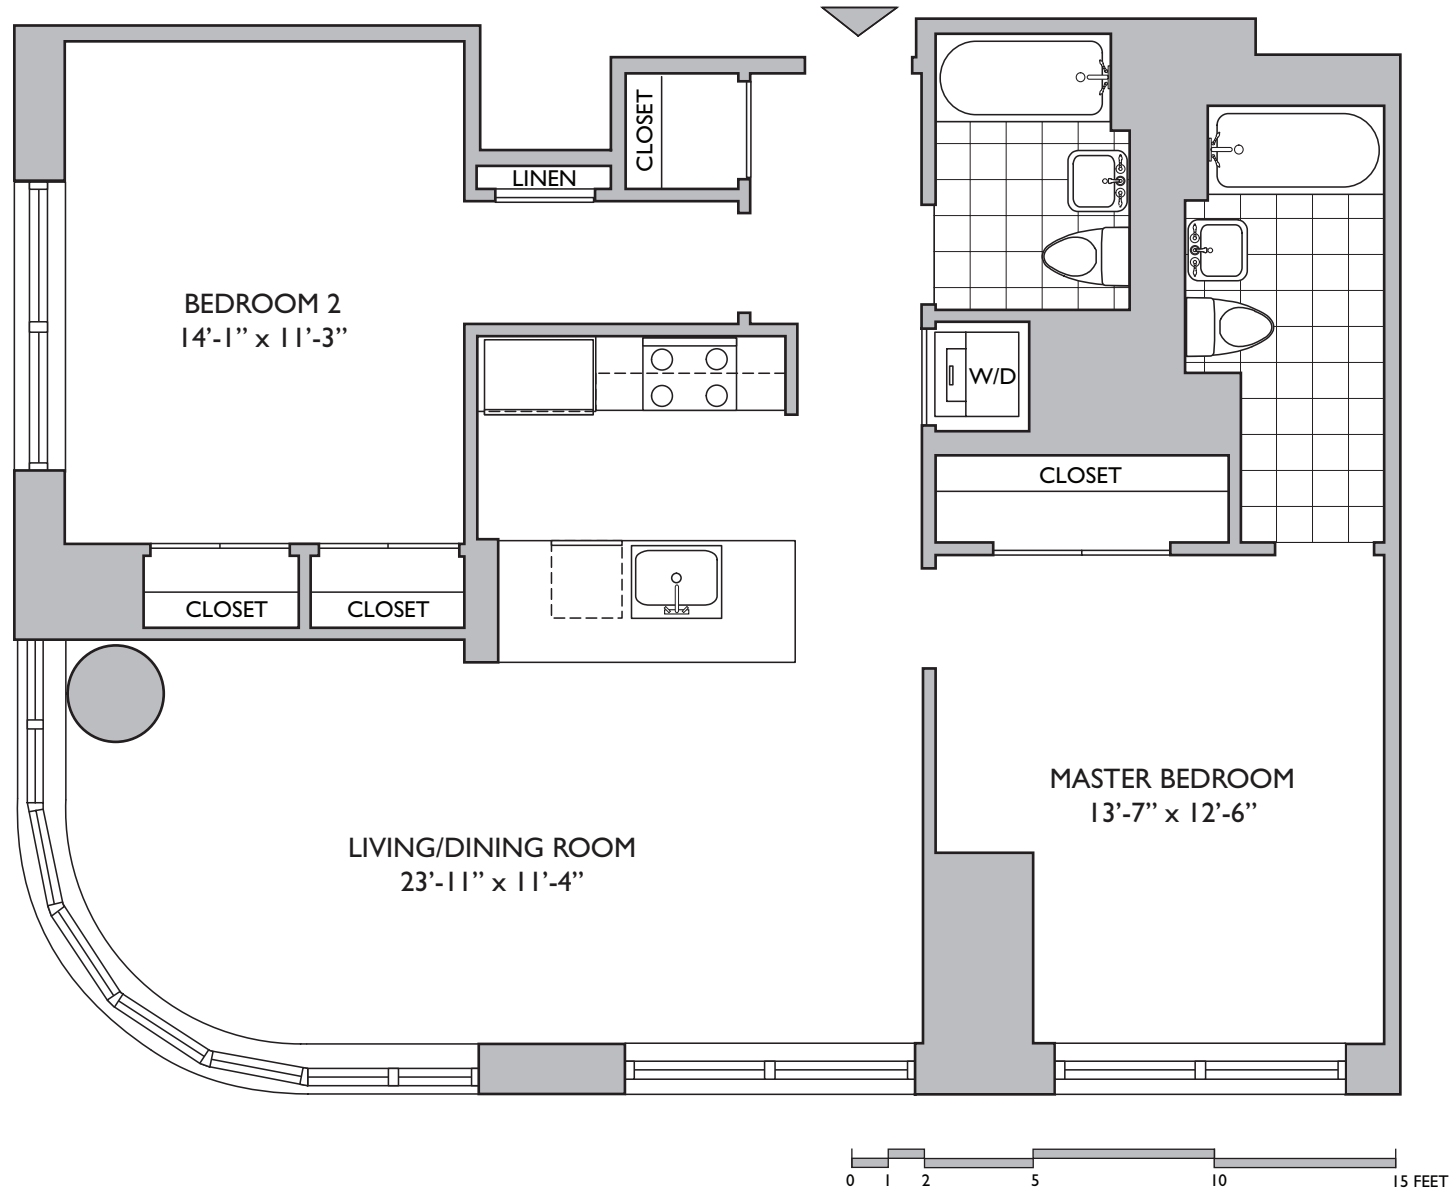 CLOSET
LINEN
BEDROOM 2
14’-1” x 11’-3”
W/D
CLOSET
CLOSET
CLOSET
MASTER BEDROOM
13’-7” x 12’-6”
LIVING/DINING ROOM
23’-11” x 11’-4”
0 1 2 5 10 15 FEET